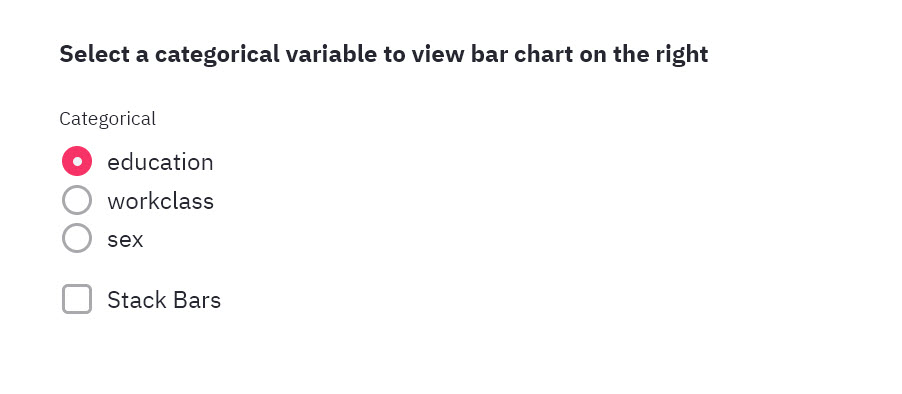 Select a categorical variable to view bar chart on the right
Categorical
education
workclass
sex
Stack Bars